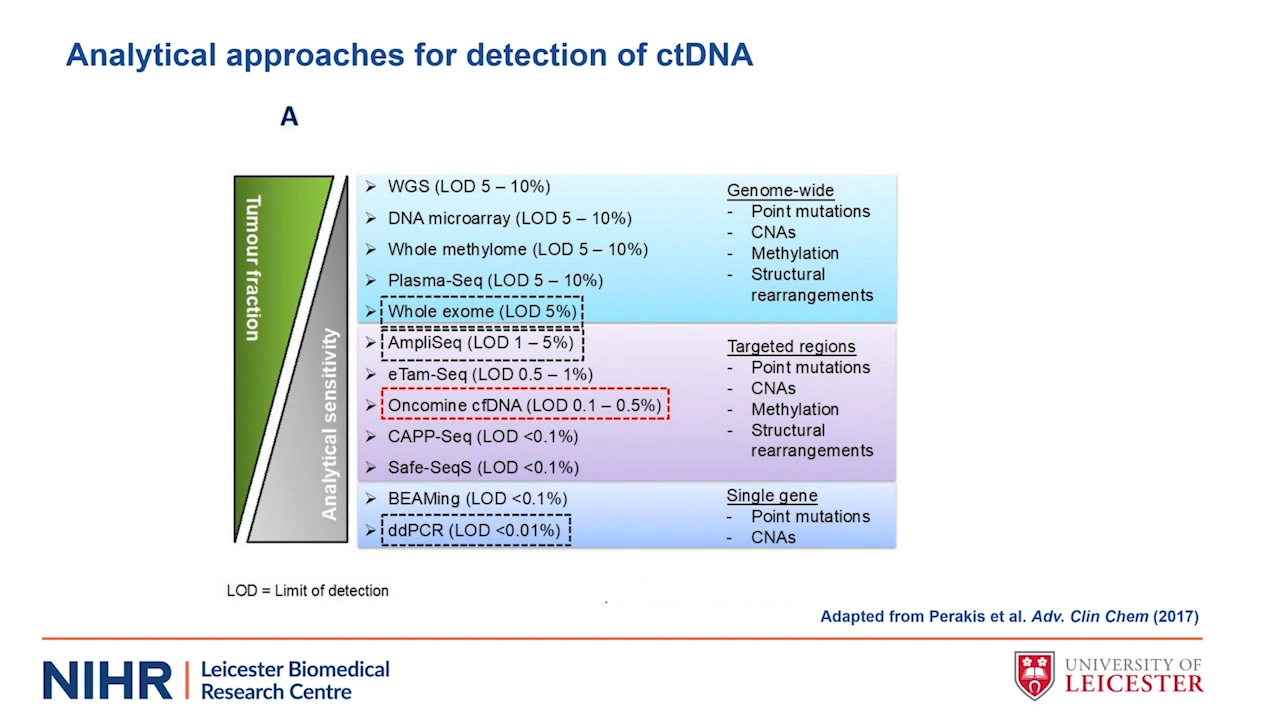 Analytical approaches for detection of ctDNA
A
Tumour fraction
Analytical sensitivity
➢ WGS (LOD 5 – 10%)
➢ DNA microarray (LOD 5 – 10%)
➢ Whole methylome (LOD 5 – 10%)
➢ Plasma-Seq (LOD 5 – 10%)
➢ Whole exome (LOD 5%)
Genome-wide
- Point mutations
- CNAs
- Methylation
- Structural
rearrangements
➢ AmpliSeq (LOD 1 – 5%)
➢ eTam-Seq (LOD 0.5 – 1%)
➢ Oncomine cfDNA (LOD 0.1 – 0.5%)
➢ CAPP-Seq (LOD <0.1%)
➢ Safe-SeqS (LOD <0.1%)
Targeted regions
- Point mutations
- CNAs
- Methylation
- Structural
rearrangements
➢ BEAMing (LOD <0.1%)
➢ ddPCR (LOD <0.01%)
Single gene
- Point mutations
- CNAs
LOD = Limit of detection
Adapted from Perakis et al. Adv. Clin Chem (2017)
NIHR | Leicester Biomedical
Research Centre
UNIVERSITY OF
LEICESTER